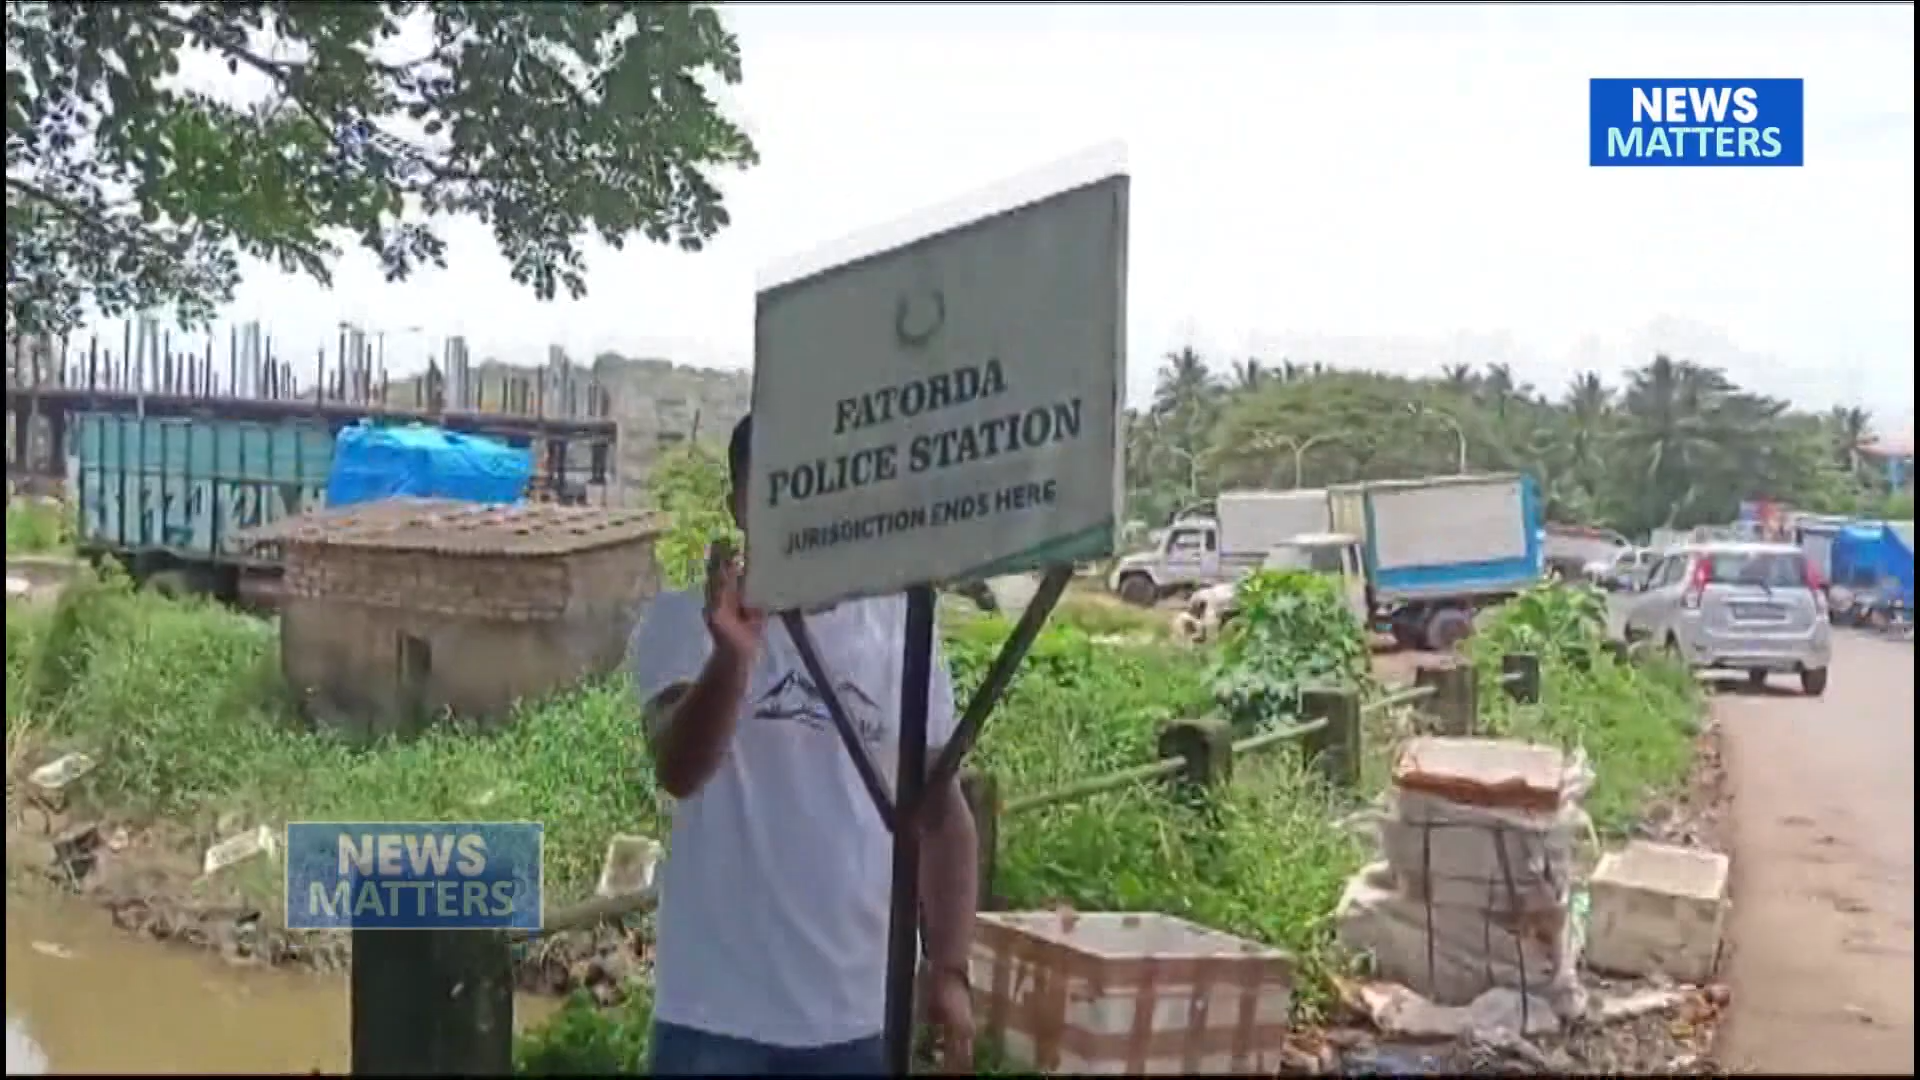 NEWS
MATTERS
FATORDA
POLICE STATION
JURISDICTION ENDS HERE
NEWS
MATTERS